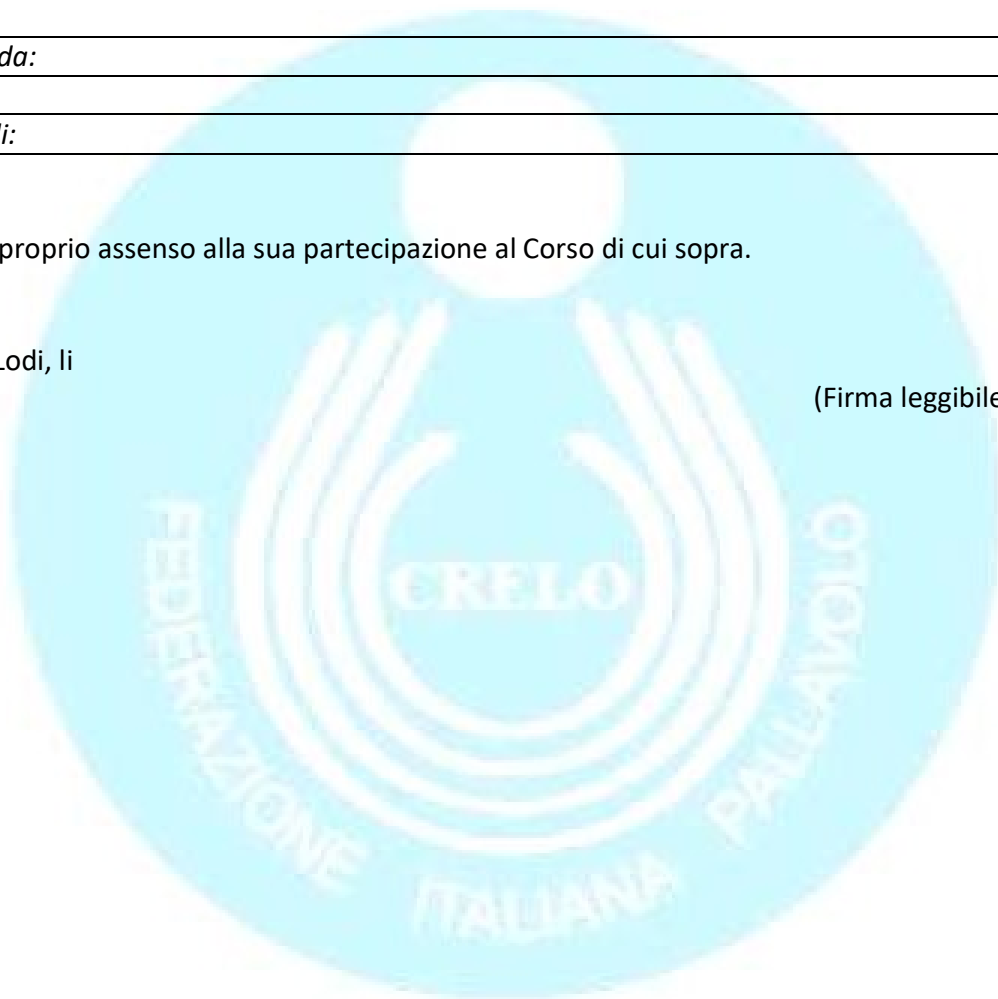 da:
i:
proprio assenso alla sua partecipazione al Corso di cui sopra.
Lodi, li
(Firma leggibile
CRELO
FEDERAZIONE ITALIANA PALLAVOLO